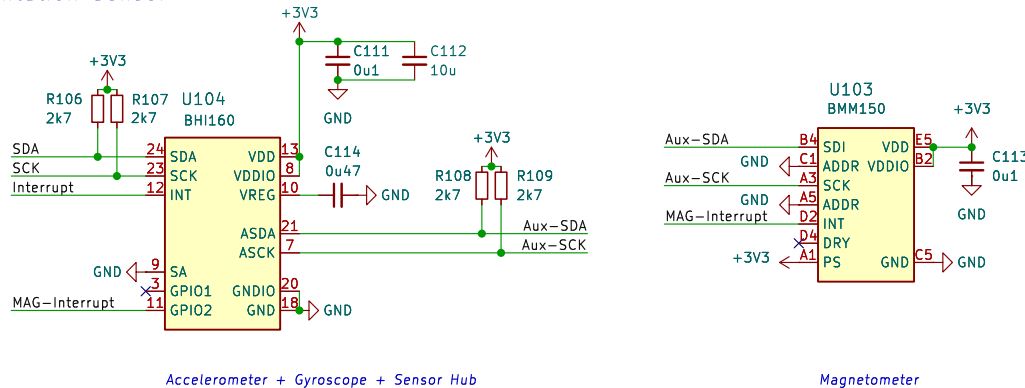 +3V3
C111
0u1
C112
10u
GND
+3V3
R106
2k7
R107
2k7
U104
BHI160
SDA
SCK
Interrupt
24
SDA
23
SCK
12
INT
9
SA
GND
3
GPIO1
11
GPIO2
MAG-Interrupt
13
VDD
8
VDDIO
10
VREG
21
ASDA
7
ASCK
20
GNDIO
18
GND
GND
C114
0u47
GND
+3V3
R108
2k7
R109
2k7
Aux-SDA
Aux-SCK
Accelerometer + Gyroscope + Sensor Hub
U103
BMM150
Aux-SDA
B4
SDI
GND
C1
ADDR
Aux-SCK
A3
SCK
GND
A5
ADDR
MAG-Interrupt
D2
INT
D4
DRY
+3V3
A1
PS
E5
VDD
B2
VDDIO
C5
GND
GND
+3V3
C113
0u1
GND
Magnetometer